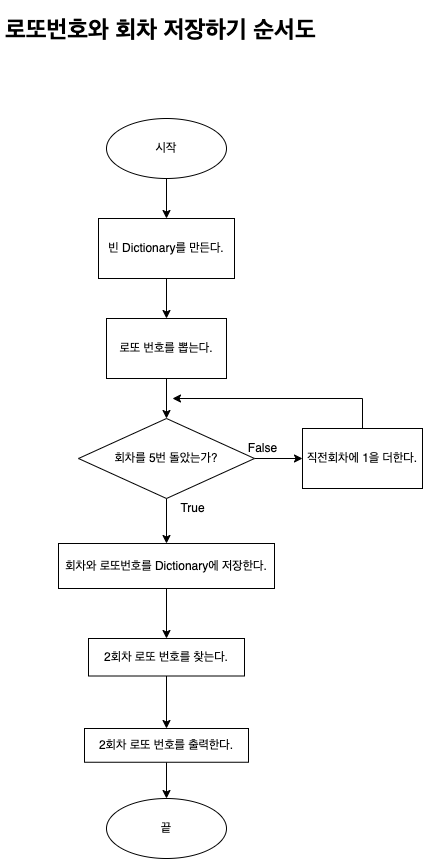 로또번호와 회차 저장하기 순서도
시작
빈 Dictionary를 만든다.
로또 번호를 뽑는다.
회차를 5번 돌았는가?
False
직전회차에 1을 더한다.
True
회차와 로또번호를 Dictionary에 저장한다.
2회차 로또 번호를 찾는다.
2회차 로또 번호를 출력한다.
끝